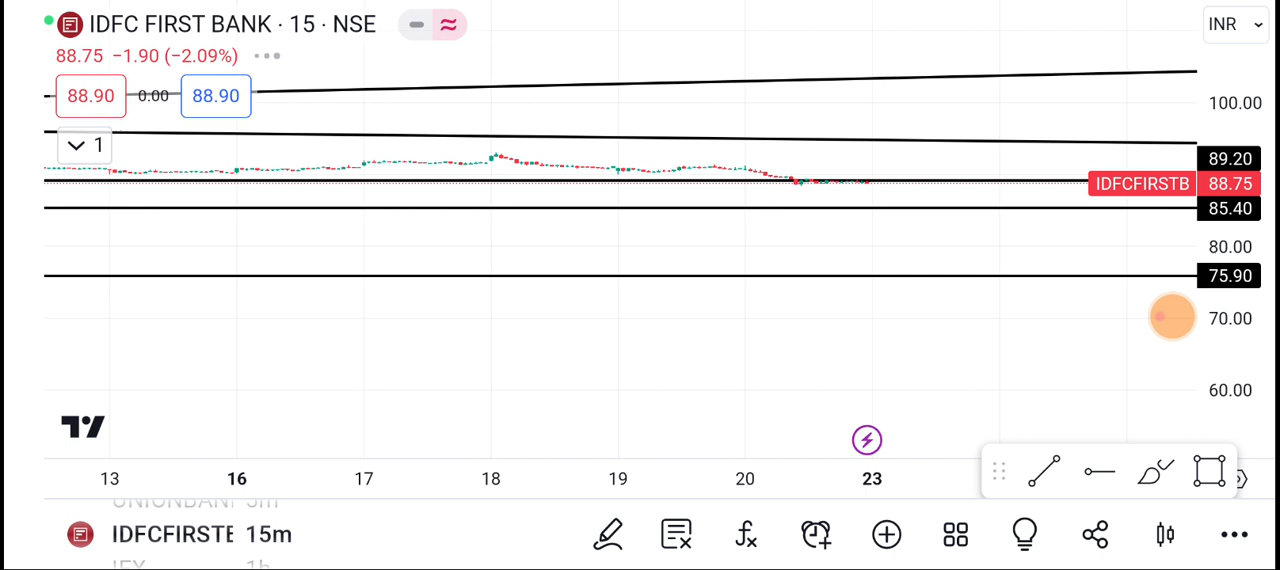 IDFC FIRST BANK · 15 · NSE
INR
88.75 −1.90 (−2.09%)
88.90 0.00 88.90
100.00
1
89.20
IDFCFIRSTB 88.75
85.40
80.00
75.90
70.00
60.00
13 16 17 18 19 20 23
IDFCFIRSTE 15m